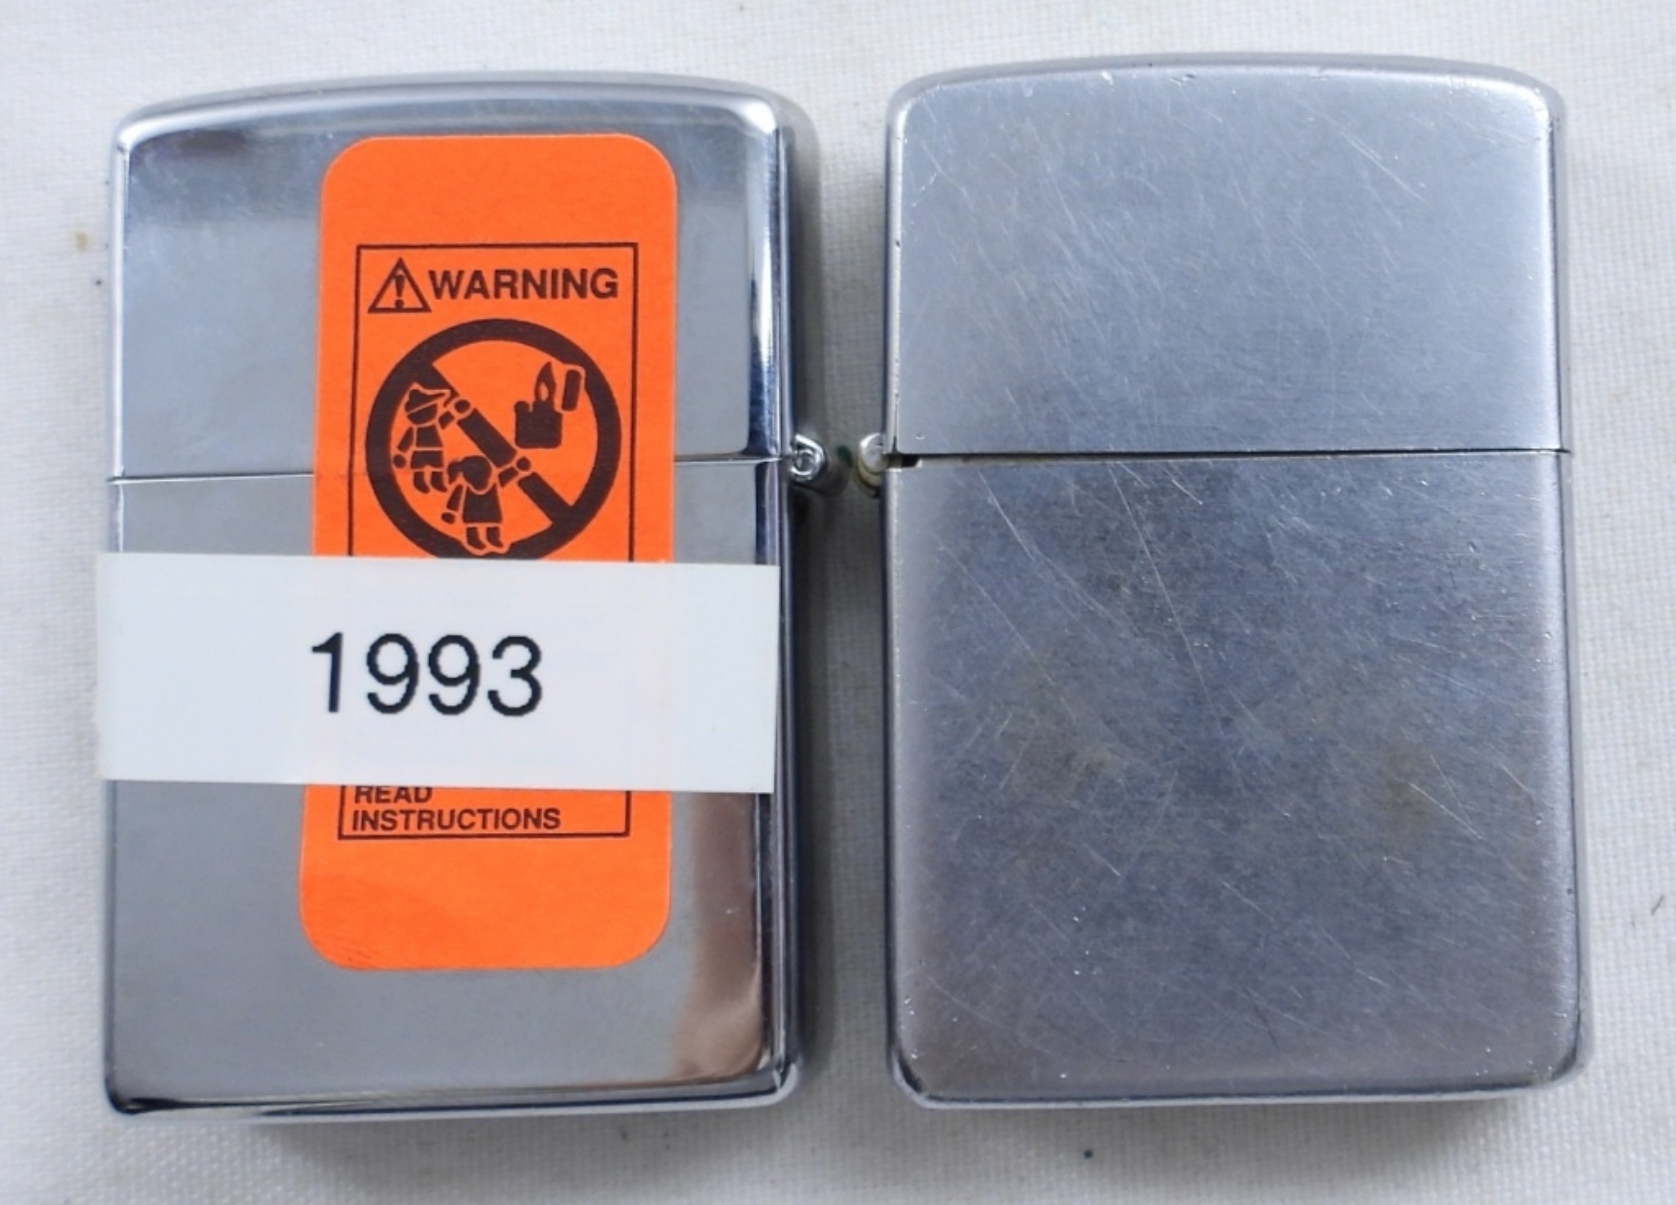 WARNING
1993
READ
INSTRUCTIONS